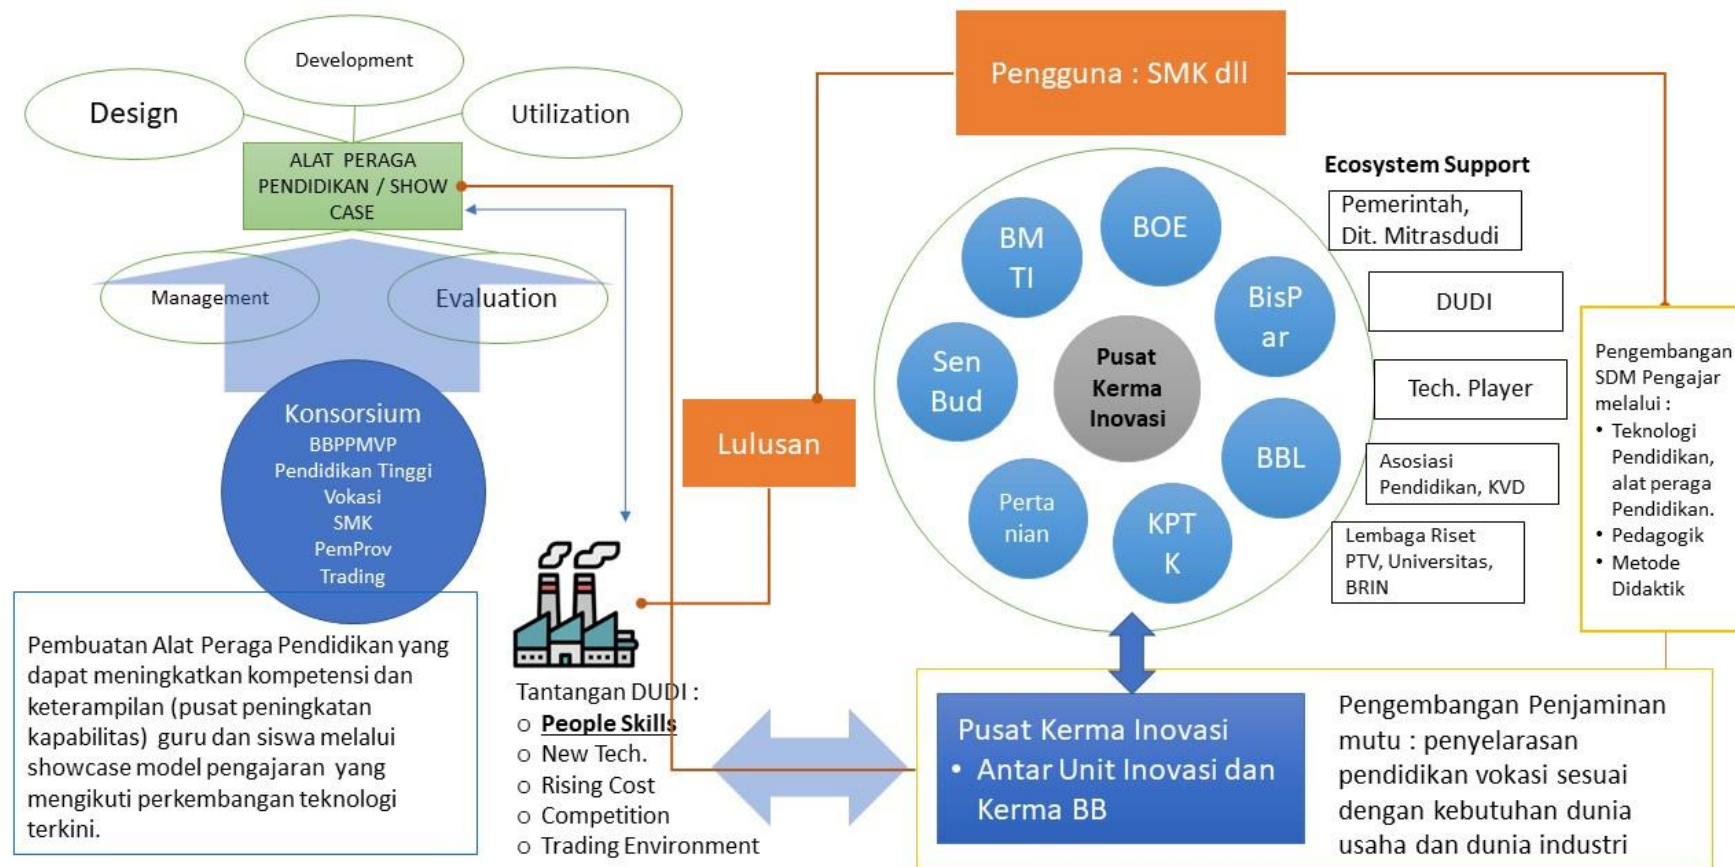 Development
Design
Utilization
ALAT PERAGA
PENDIDIKAN / SHOW
CASE
Management
Evaluation
Konsorsium
BBPPMVP
Pendidikan Tinggi
Vokasi
SMK
PemProv
Trading
Pembuatan Alat Peraga Pendidikan yang
dapat meningkatkan kompetensi dan
keterampilan (pusat peningkatan
kapabilitas) guru dan siswa melalui
showcase model pengajaran yang
mengikuti perkembangan teknologi
terkini.
Lulusan
Tantangan DUDI :
o People Skills
o New Tech.
o Rising Cost
o Competition
o Trading Environment
Pengguna : SMK dll
BM
TI
BOE
BisP
ar
Sen
Bud
Pusat
Kerma
Inovasi
BBL
Perta
nian
KPT
K
Ecosystem Support
Pemerintah,
Dit. Mitrasdudi
DUDI
Tech. Player
Asosiasi
Pendidikan, KVD
Lembaga Riset
PTV, Universitas,
BRIN
Pengembangan
SDM Pengajar
melalui :
• Teknologi
Pendidikan,
alat peraga
Pendidikan.
• Pedagogik
• Metode
Didaktik
Pusat Kerma Inovasi
• Antar Unit Inovasi dan
Kerma BB
Pengembangan Penjaminan
mutu : penyelarasan
pendidikan vokasi sesuai
dengan kebutuhan dunia
usaha dan dunia industri